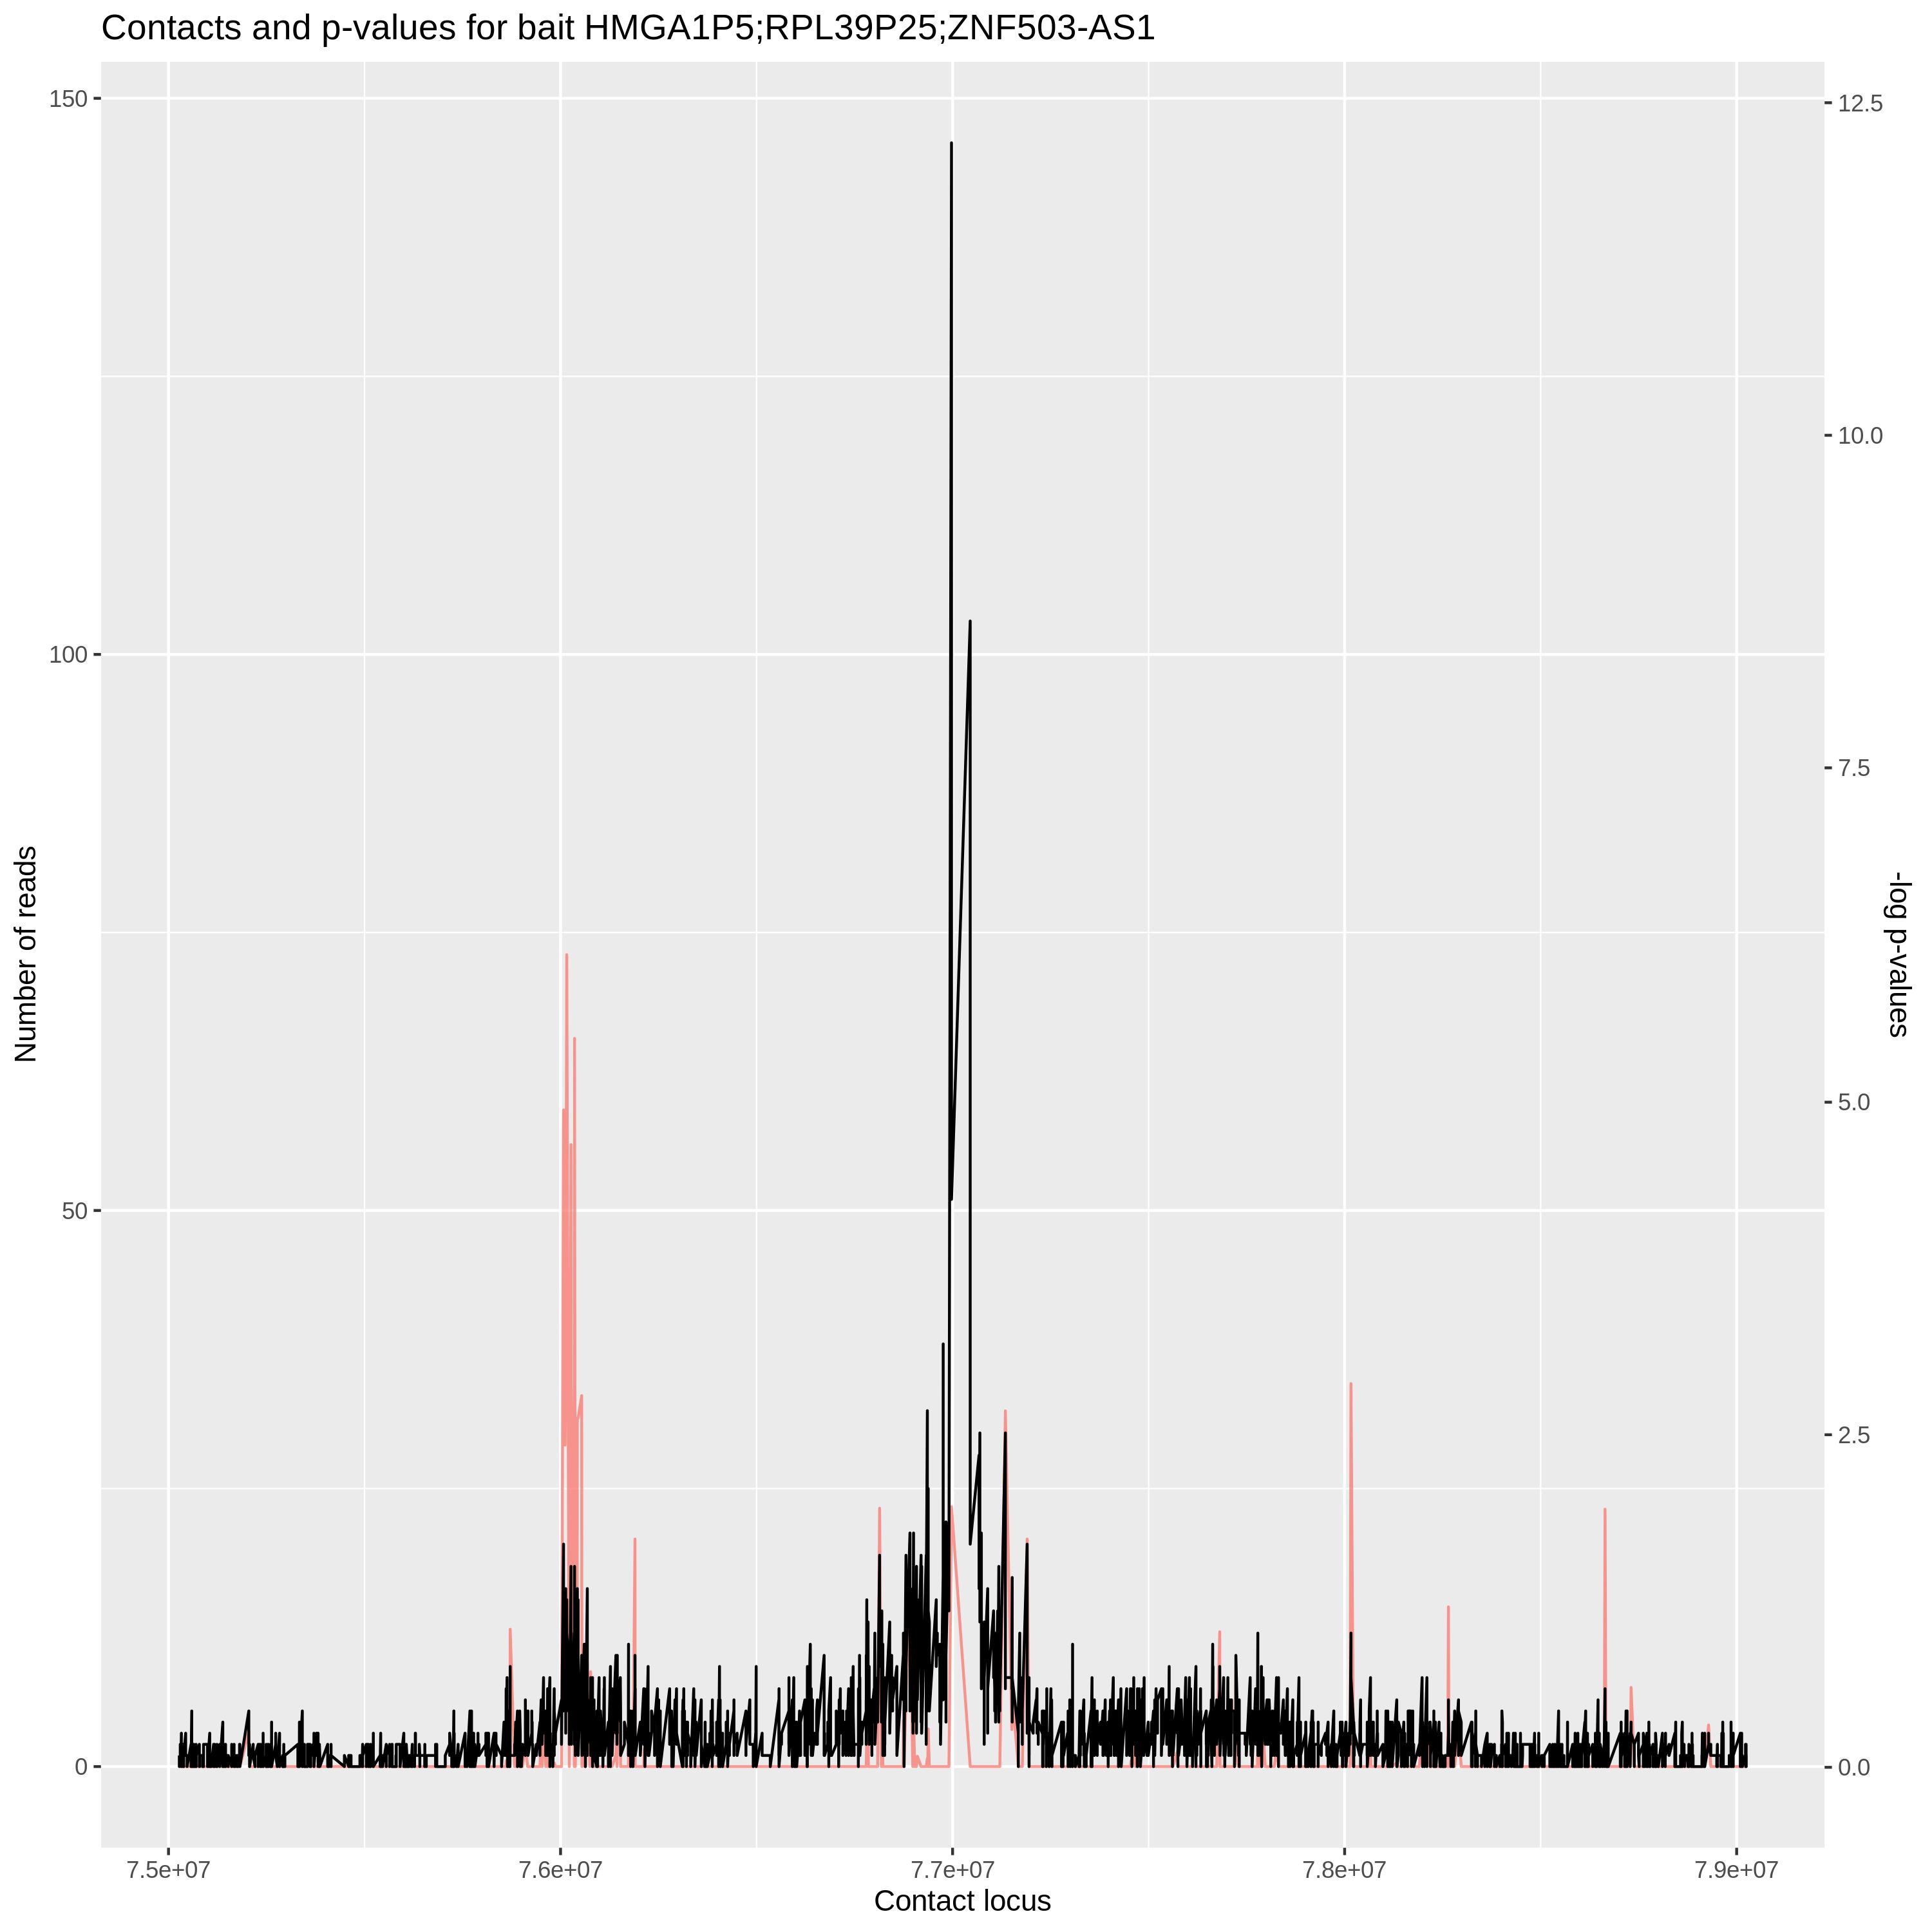 Contacts and p-values for bait HMGA1P5;RPL39P25;ZNF503-AS1
150
100
50
0
Number of reads
12.5
10.0
7.5
5.0
2.5
0.0
-log p-values
7.5e+07 7.6e+07 7.7e+07 7.8e+07 7.9e+07
Contact locus